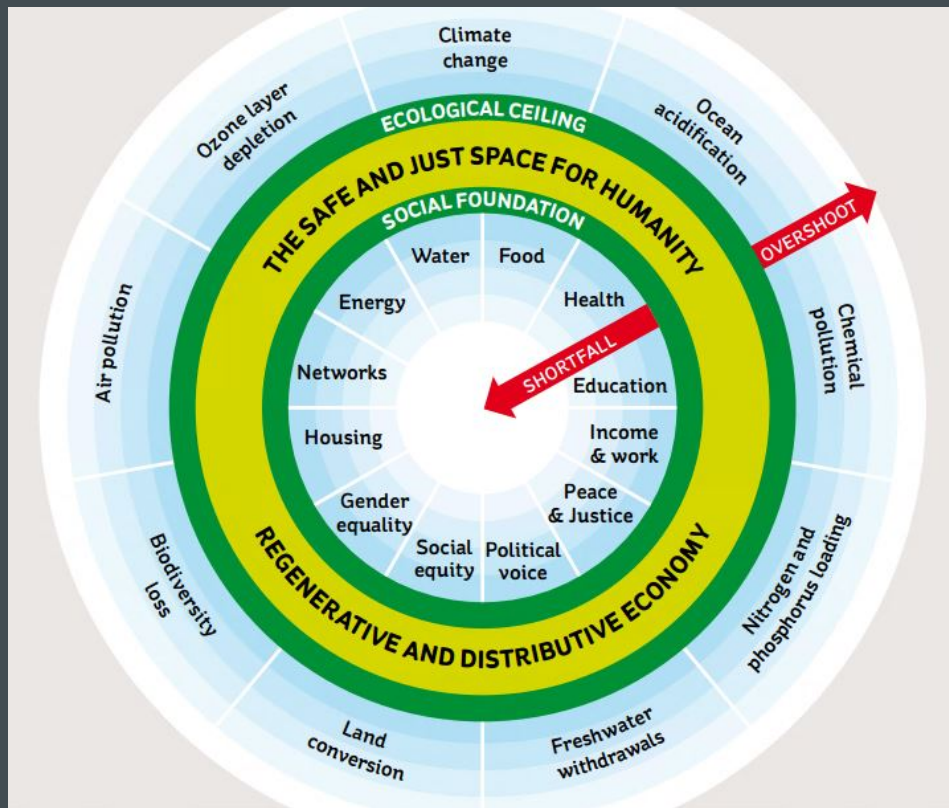 Climate
change
Ozone layer
depletion
Ocean
acidification
ECOLOGICAL CEILING
THE SAFE AND JUST SPACE FOR HUMANITY
SOCIAL FOUNDATION
OVERSHOOT
Water
Food
Energy
Health
Air pollution
Chemical
pollution
SHORTFALL
Networks
Education
Housing
Income
& work
Gender
equality
Peace
& Justice
Social
equity
Political
voice
REGENERATIVE AND DISTRIBUTIVE ECONOMY
Biodiversity
loss
Nitrogen and
phosphorus loading
Land
conversion
Freshwater
withdrawals